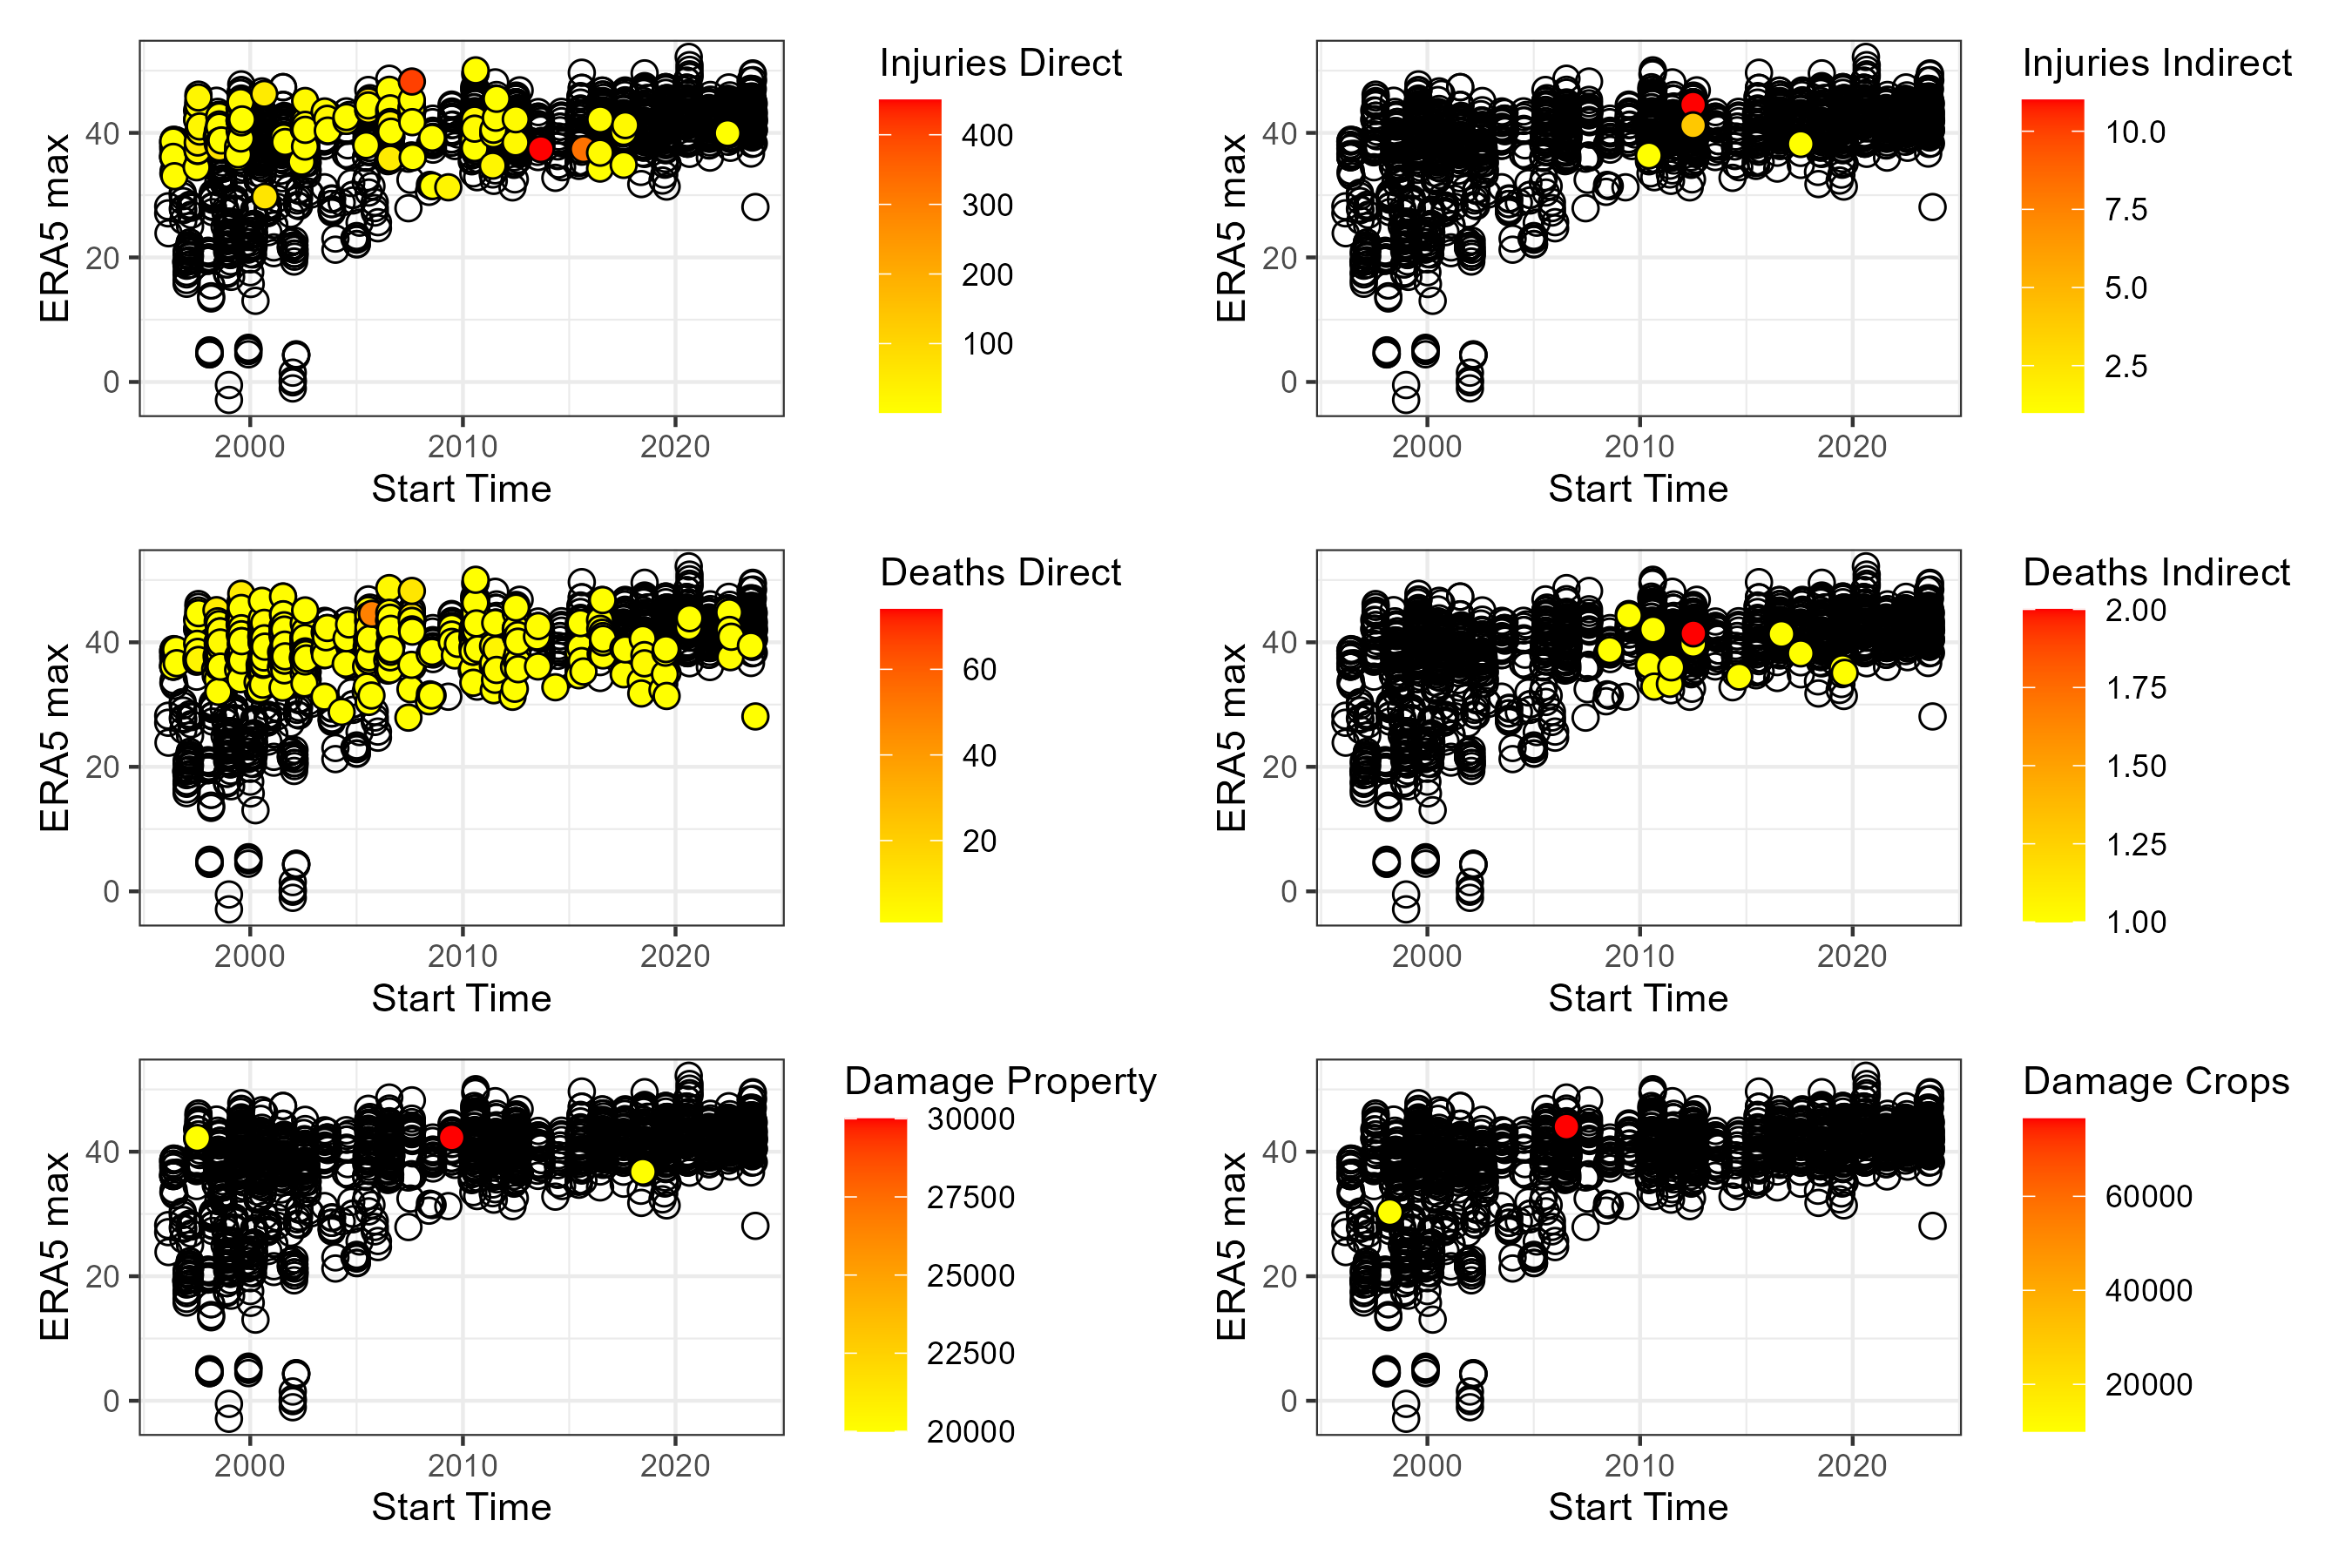 Injuries Direct
400
300
200
100
ERA5 max
40
20
0
2000 2010 2020
Start Time
Injuries Indirect
10.0
7.5
5.0
2.5
ERA5 max
40
20
0
2000 2010 2020
Start Time
Deaths Direct
60
40
20
ERA5 max
40
20
0
2000 2010 2020
Start Time
Deaths Indirect
2.00
1.75
1.50
1.25
1.00
ERA5 max
40
20
0
2000 2010 2020
Start Time
Damage Property
30000
27500
25000
22500
20000
ERA5 max
40
20
0
2000 2010 2020
Start Time
Damage Crops
60000
40000
20000
ERA5 max
40
20
0
2000 2010 2020
Start Time